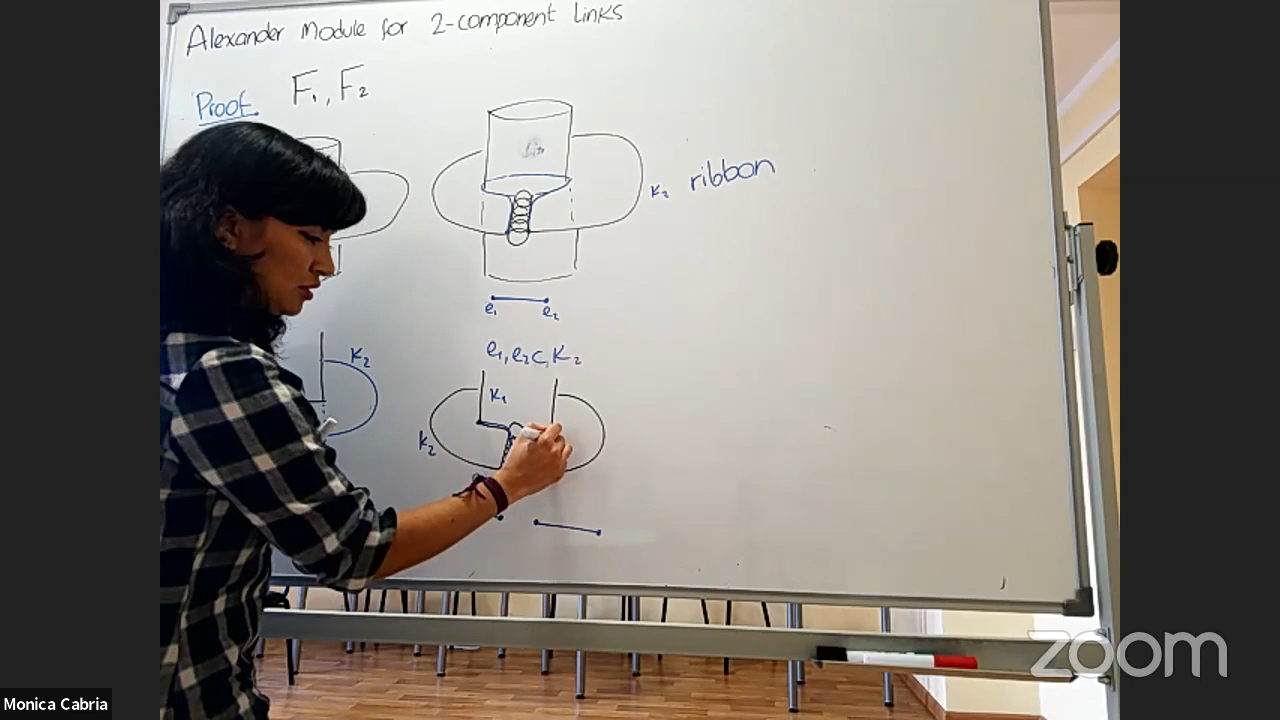 Alexander Module for 2-component Links
Proof. F₁, F₂
K₂ ribbon
e₁ e₂
e₁, e₂ ⊂ K₂
K₂
K₁
K₂
zoom
Monica Cabria